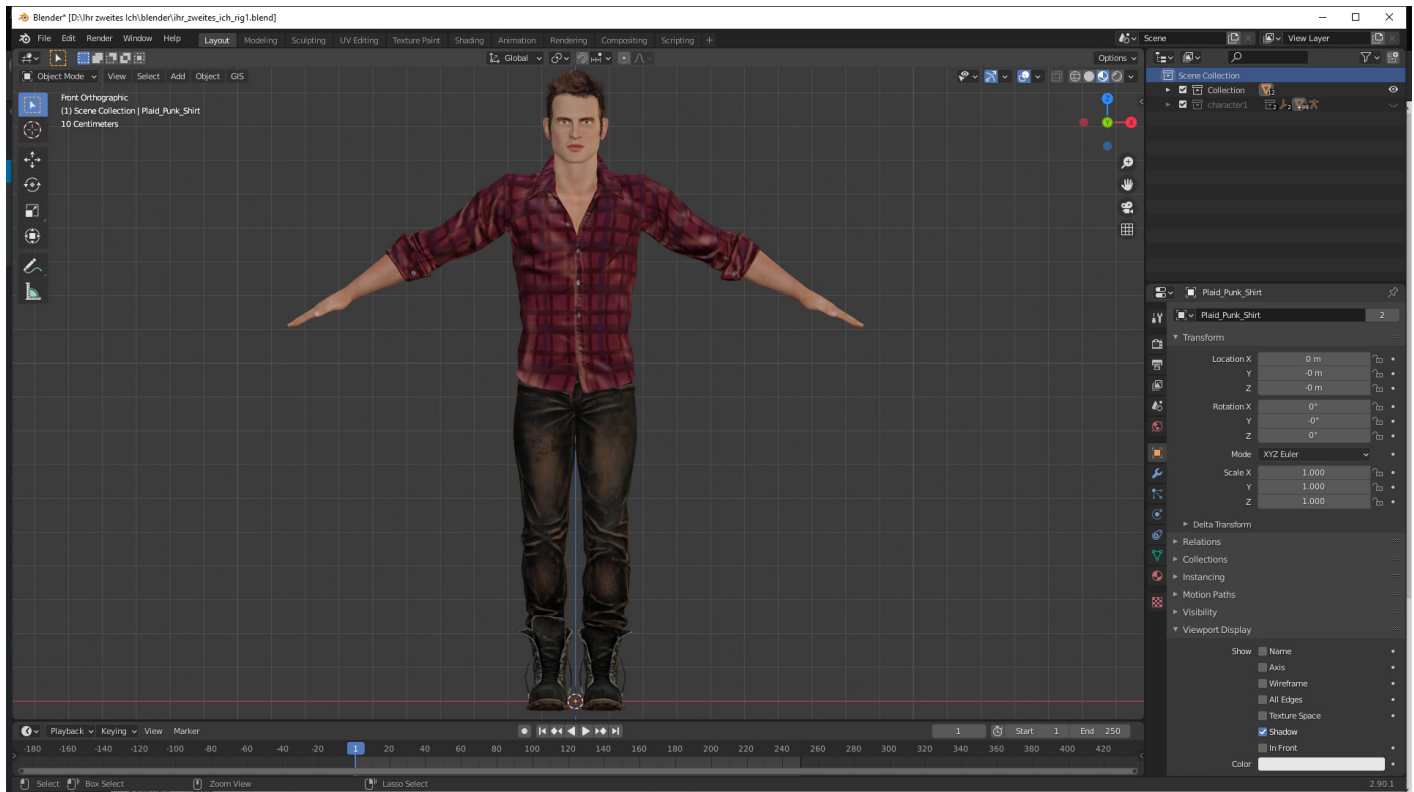 Blender* [D:\Ihr zweites Ich\blender\ihr_zweites_ich_rig1.blend]
File Edit Render Window Help Layout Modeling Sculpting UV Editing Texture Paint Shading Animation Rendering Compositing Scripting + Scene View Layer
Global Options
Object Mode View Select Add Object GIS
Front Orthographic
(1) Scene Collection | Plaid_Punk_Shirt
10 Centimeters
Z
Y
X
Scene Collection
Collection 12
character1 2 2 99
Plaid_Punk_Shirt
Plaid_Punk_Shirt 2
Transform
Location X 0 m
Y -0 m
Z -0 m
Rotation X 0°
Y -0°
Z 0°
Mode XYZ Euler
Scale X 1.000
Y 1.000
Z 1.000
Delta Transform
Relations
Collections
Instancing
Motion Paths
Visibility
Viewport Display
Show Name
Axis
Wireframe
All Edges
Texture Space
Shadow
In Front
Color
Playback Keying View Marker 1 Start 1 End 250
-180 -160 -140 -120 -100 -80 -60 -40 -20 1 20 40 60 80 100 120 140 160 180 200 220 240 260 280 300 320 340 360 380 400 420
Select Box Select Zoom View Lasso Select 2.90.1